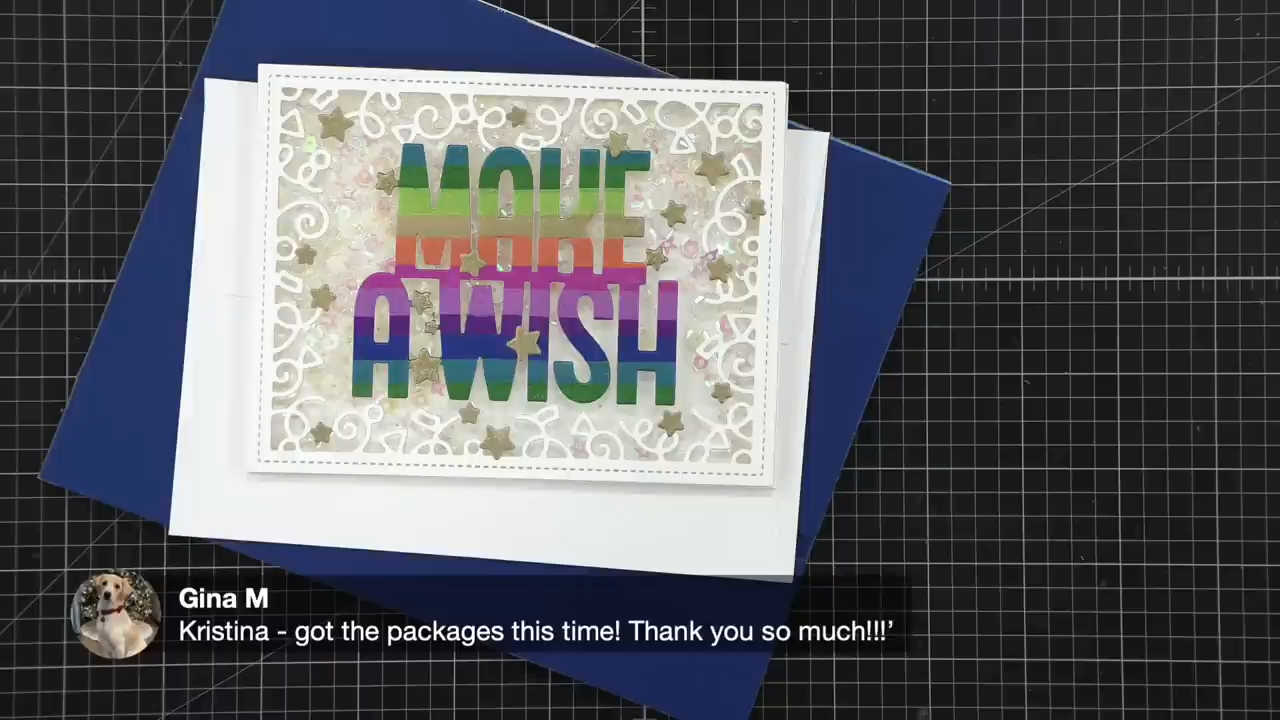 MAKE
A WISH
Gina M
Kristina - got the packages this time! Thank you so much!!!’